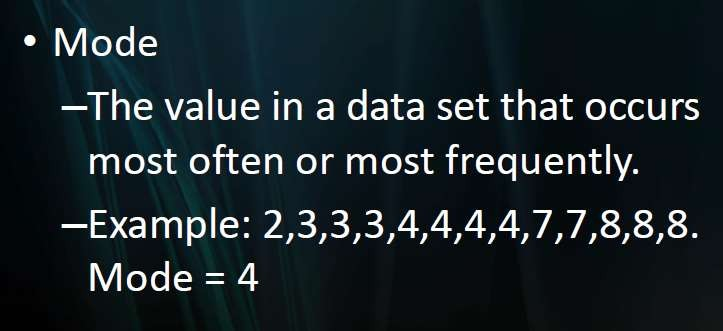 • Mode
–The value in a data set that occurs
most often or most frequently.
–Example: 2,3,3,3,4,4,4,4,7,7,8,8,8.
Mode = 4